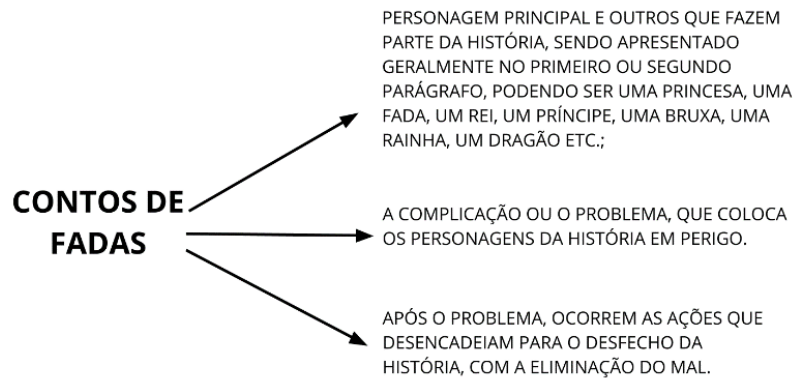 PERSONAGEM PRINCIPAL E OUTROS QUE FAZEM
PARTE DA HISTÓRIA, SENDO APRESENTADO
GERALMENTE NO PRIMEIRO OU SEGUNDO
PARÁGRAFO, PODENDO SER UMA PRINCESA, UMA
FADA, UM REI, UM PRÍNCIPE, UMA BRUXA, UMA
RAINHA, UM DRAGÃO ETC.;
CONTOS DE
FADAS
A COMPLICAÇÃO OU O PROBLEMA, QUE COLOCA
OS PERSONAGENS DA HISTÓRIA EM PERIGO.
APÓS O PROBLEMA, OCORREM AS AÇÕES QUE
DESENCADEIAM PARA O DESFECHO DA
HISTÓRIA, COM A ELIMINAÇÃO DO MAL.